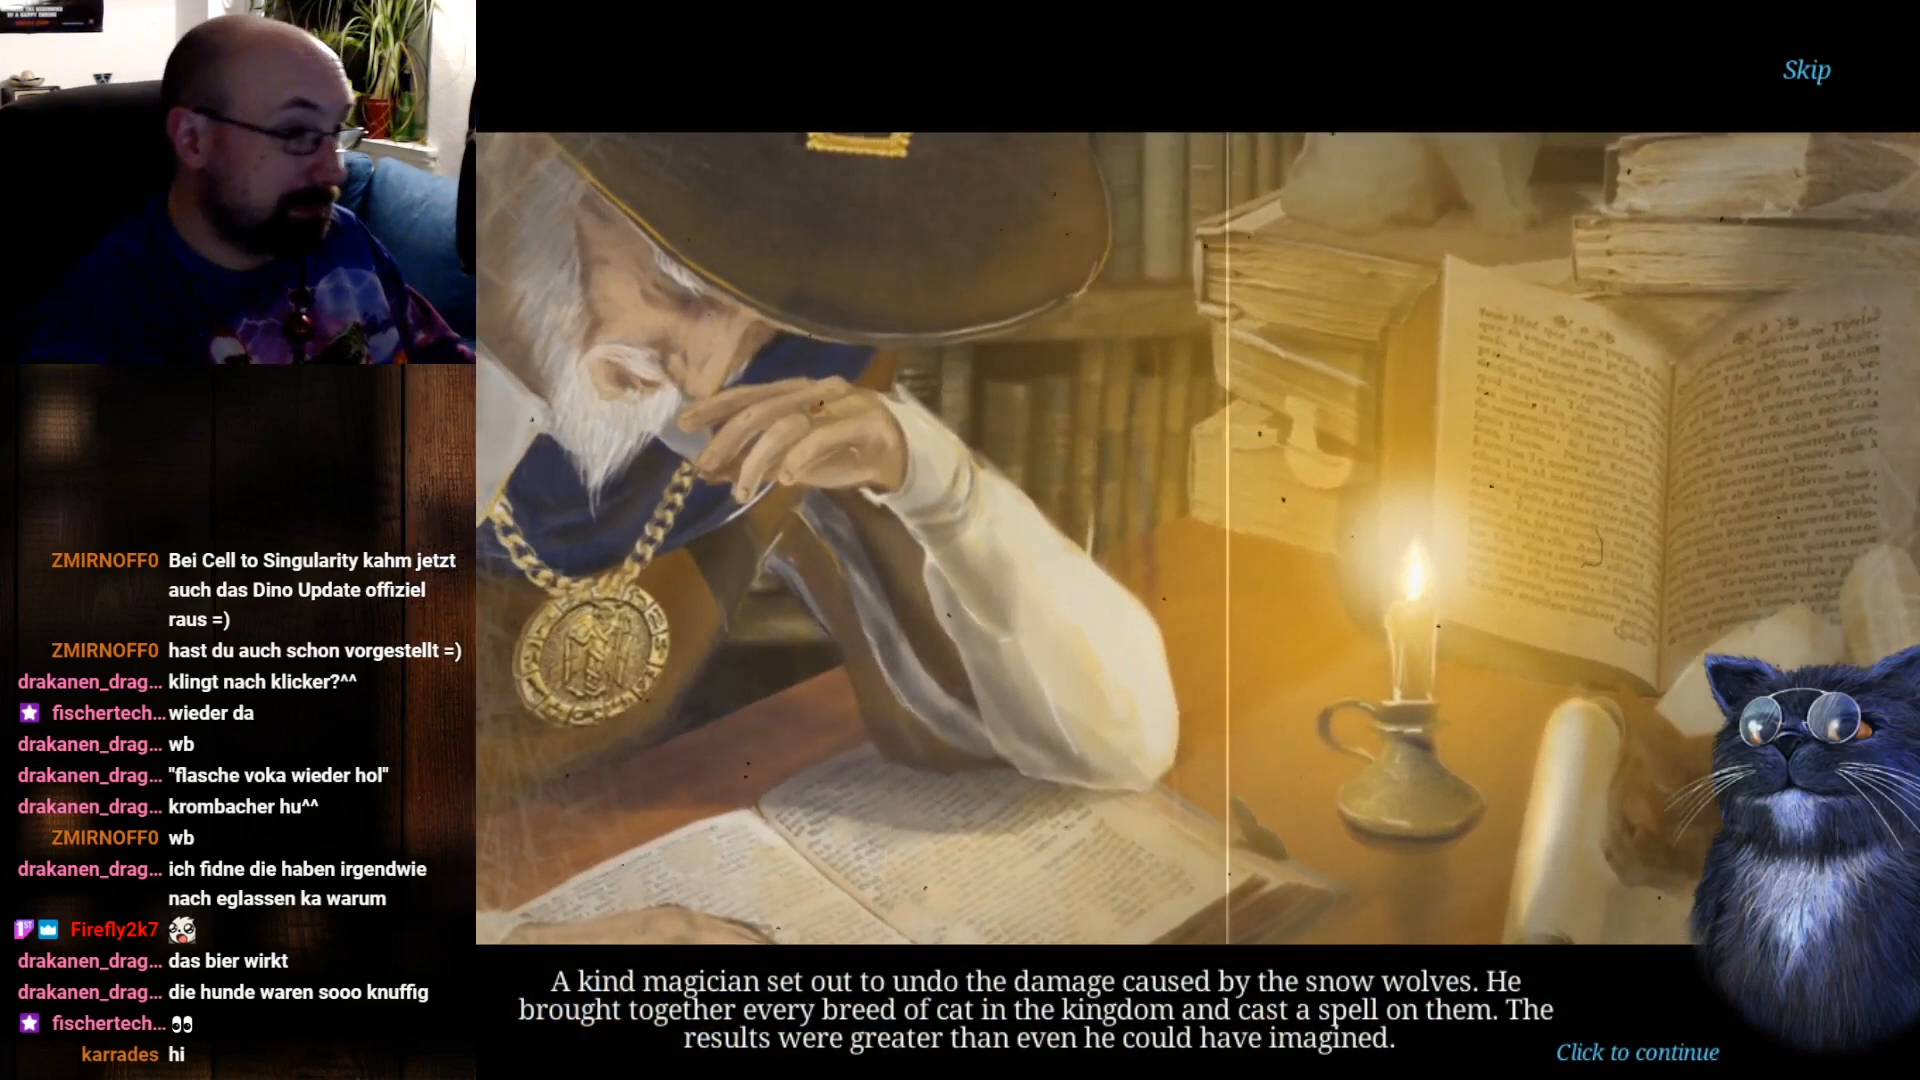 Skip
ZMIRNOFF0 Bei Cell to Singularity kahm jetzt
auch das Dino Update offiziel
raus =)
ZMIRNOFF0 hast du auch schon vorgestellt =)
drakanen_drag... klingt nach klicker?^^
fischertech... wieder da
drakanen_drag... wb
drakanen_drag... "flasche voka wieder hol"
drakanen_drag... krombacher hu^^
ZMIRNOFF0 wb
drakanen_drag... ich fidne die haben irgendwie
nach eglassen ka warum
1ST Firefly2k7
drakanen_drag... das bier wirkt
drakanen_drag... die hunde waren sooo knuffig
fischertech...
karrades hi
A kind magician set out to undo the damage caused by the snow wolves. He
brought together every breed of cat in the kingdom and cast a spell on them. The
results were greater than even he could have imagined.
Click to continue